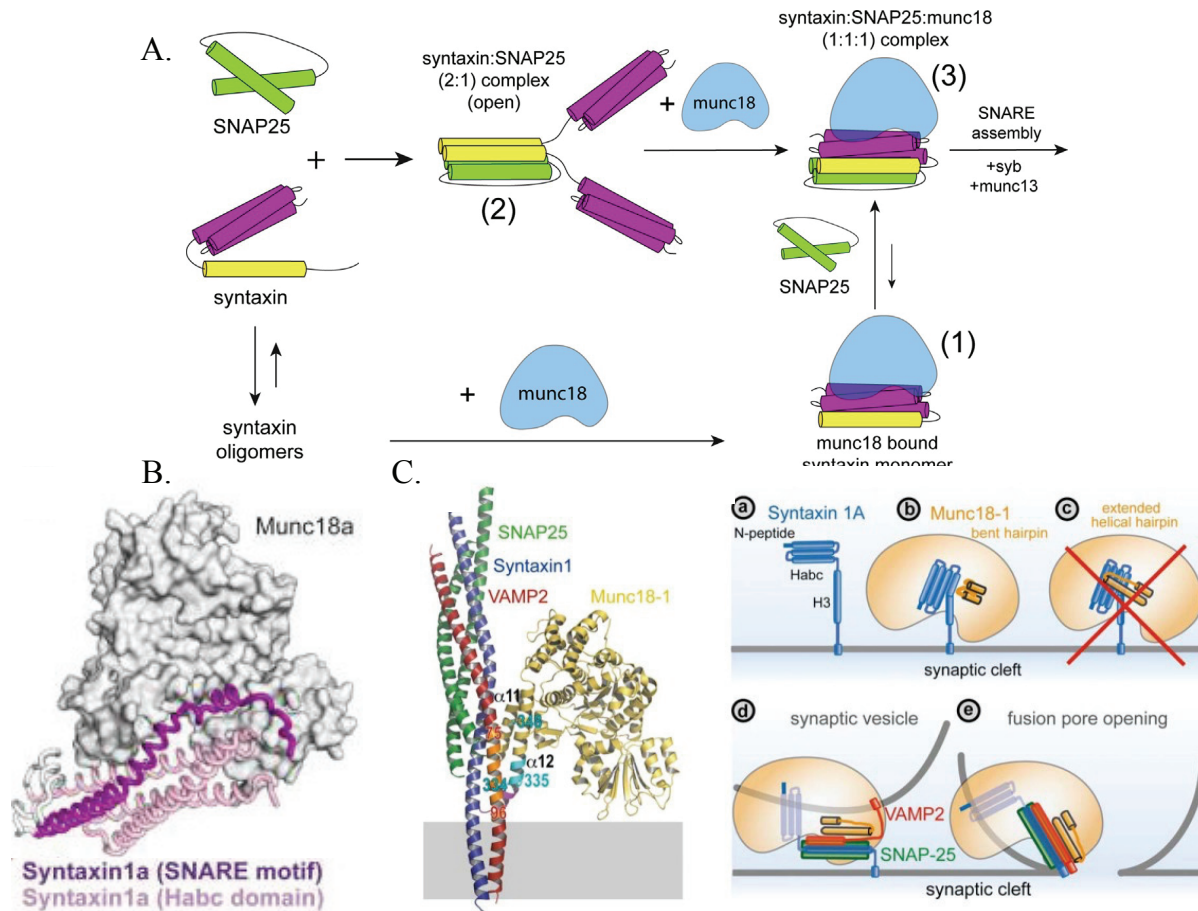 A.
SNAP25
+
syntaxin
syntaxin
oligomers
syntaxin:SNAP25
(2:1) complex
(open)
(2)
+
munc18
syntaxin:SNAP25:munc18
(1:1:1) complex
(3)
SNARE
assembly
+syb
+munc13
SNAP25
+
munc18
(1)
munc18 bound
syntaxin monomer
B.
Munc18a
Syntaxin1a (SNARE motif)
Syntaxin1a (Habc domain)
C.
SNAP25
Syntaxin1
VAMP2
Munc18-1
α11
75
α12
335
324
96
a
Syntaxin 1A
N-peptide
Habc
H3
b
Munc18-1
bent hairpin
c
extended
helical hairpin
synaptic cleft
d
synaptic vesicle
VAMP2
SNAP-25
e
fusion pore opening
synaptic cleft